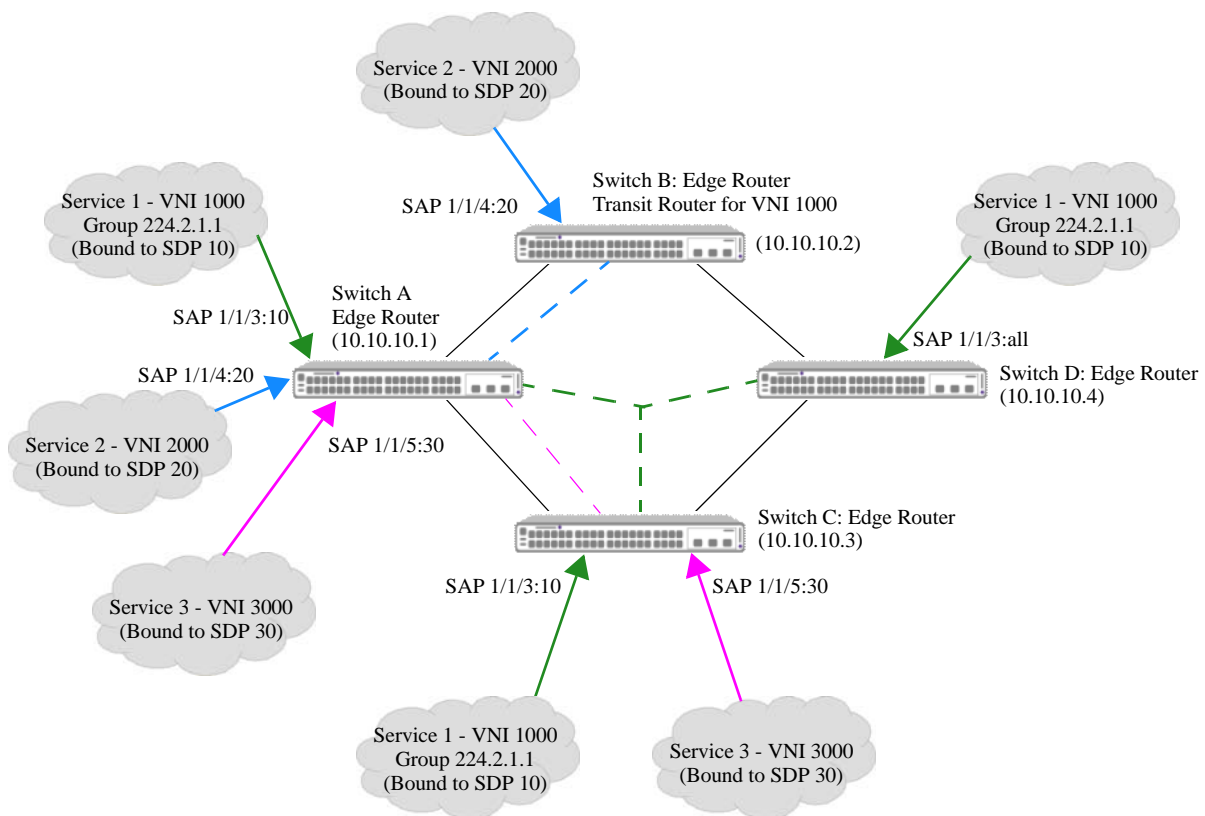 Service 2 - VNI 2000
(Bound to SDP 20)
Service 1 - VNI 1000
Group 224.2.1.1
(Bound to SDP 10)
SAP 1/1/4:20
Switch B: Edge Router
Transit Router for VNI 1000
(10.10.10.2)
Service 1 - VNI 1000
Group 224.2.1.1
(Bound to SDP 10)
SAP 1/1/3:10
Switch A
Edge Router
(10.10.10.1)
SAP 1/1/3:all
SAP 1/1/4:20
Switch D: Edge Router
(10.10.10.4)
Service 2 - VNI 2000
(Bound to SDP 20)
SAP 1/1/5:30
Switch C: Edge Router
(10.10.10.3)
SAP 1/1/3:10
SAP 1/1/5:30
Service 3 - VNI 3000
(Bound to SDP 30)
Service 1 - VNI 1000
Group 224.2.1.1
(Bound to SDP 10)
Service 3 - VNI 3000
(Bound to SDP 30)